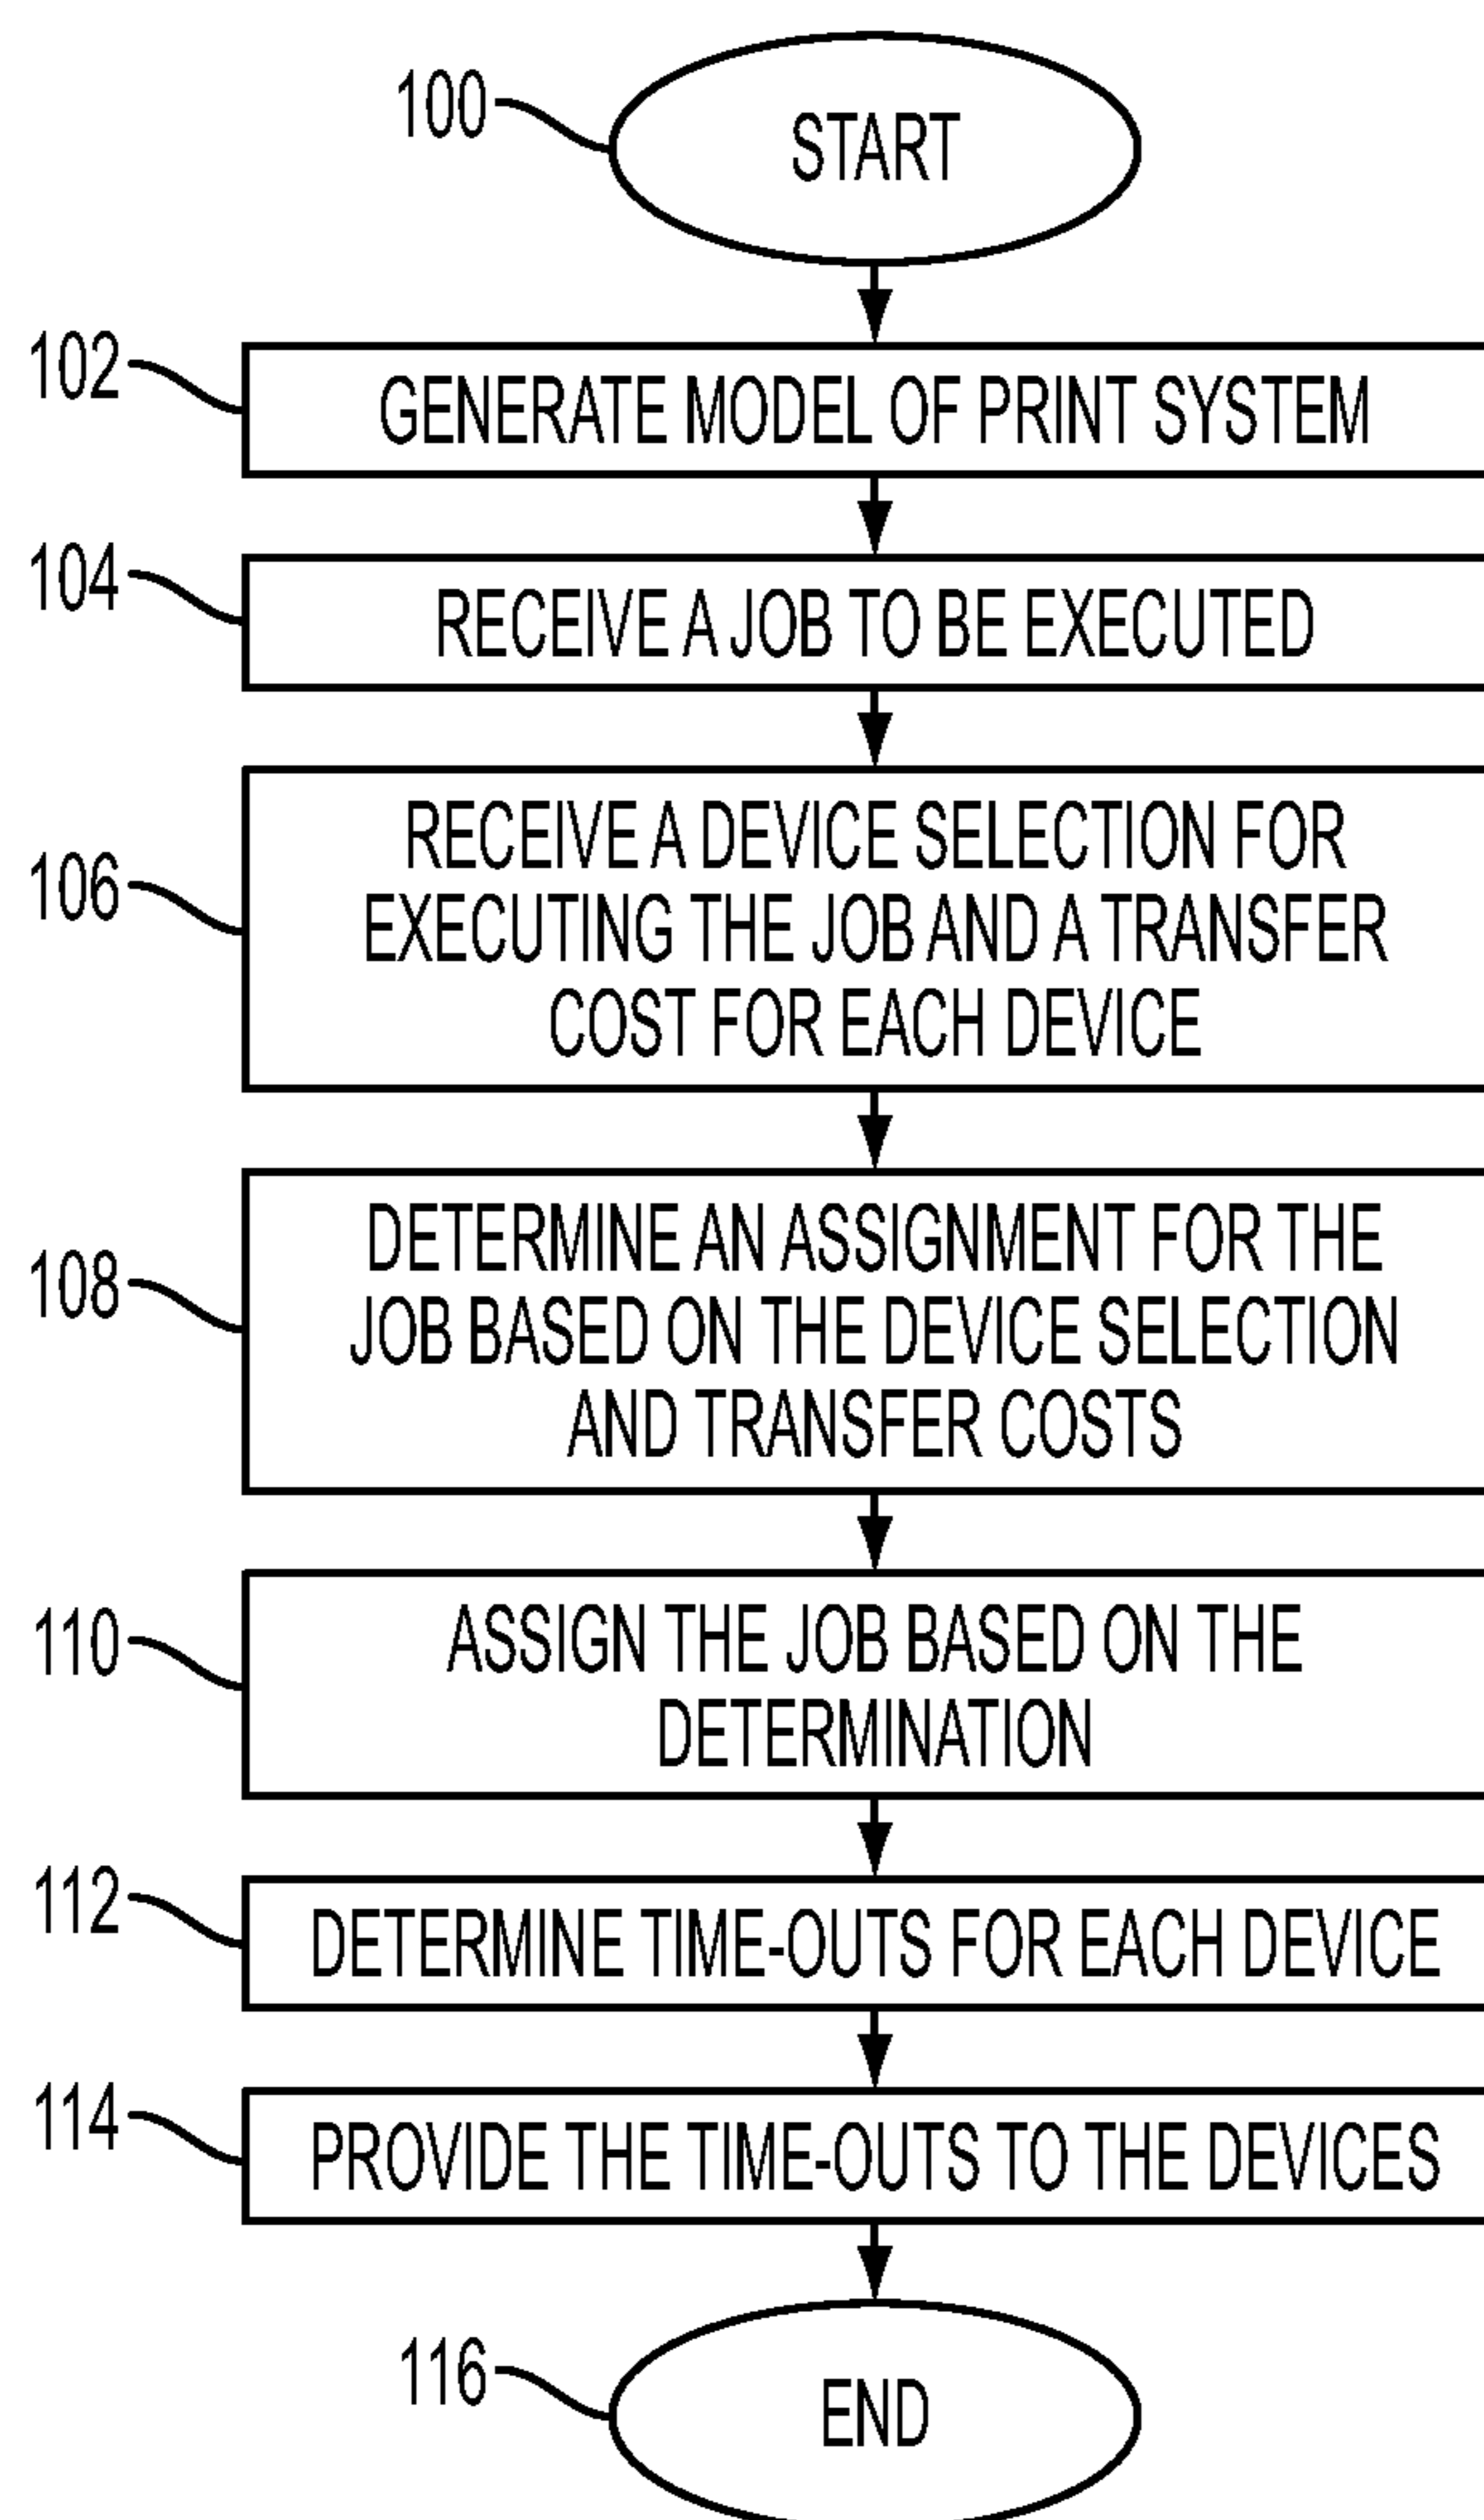 100
START
102
GENERATE MODEL OF PRINT SYSTEM
104
RECEIVE A JOB TO BE EXECUTED
106
RECEIVE A DEVICE SELECTION FOR
EXECUTING THE JOB AND A TRANSFER
COST FOR EACH DEVICE
108
DETERMINE AN ASSIGNMENT FOR THE
JOB BASED ON THE DEVICE SELECTION
AND TRANSFER COSTS
110
ASSIGN THE JOB BASED ON THE
DETERMINATION
112
DETERMINE TIME-OUTS FOR EACH DEVICE
114
PROVIDE THE TIME-OUTS TO THE DEVICES
116
END